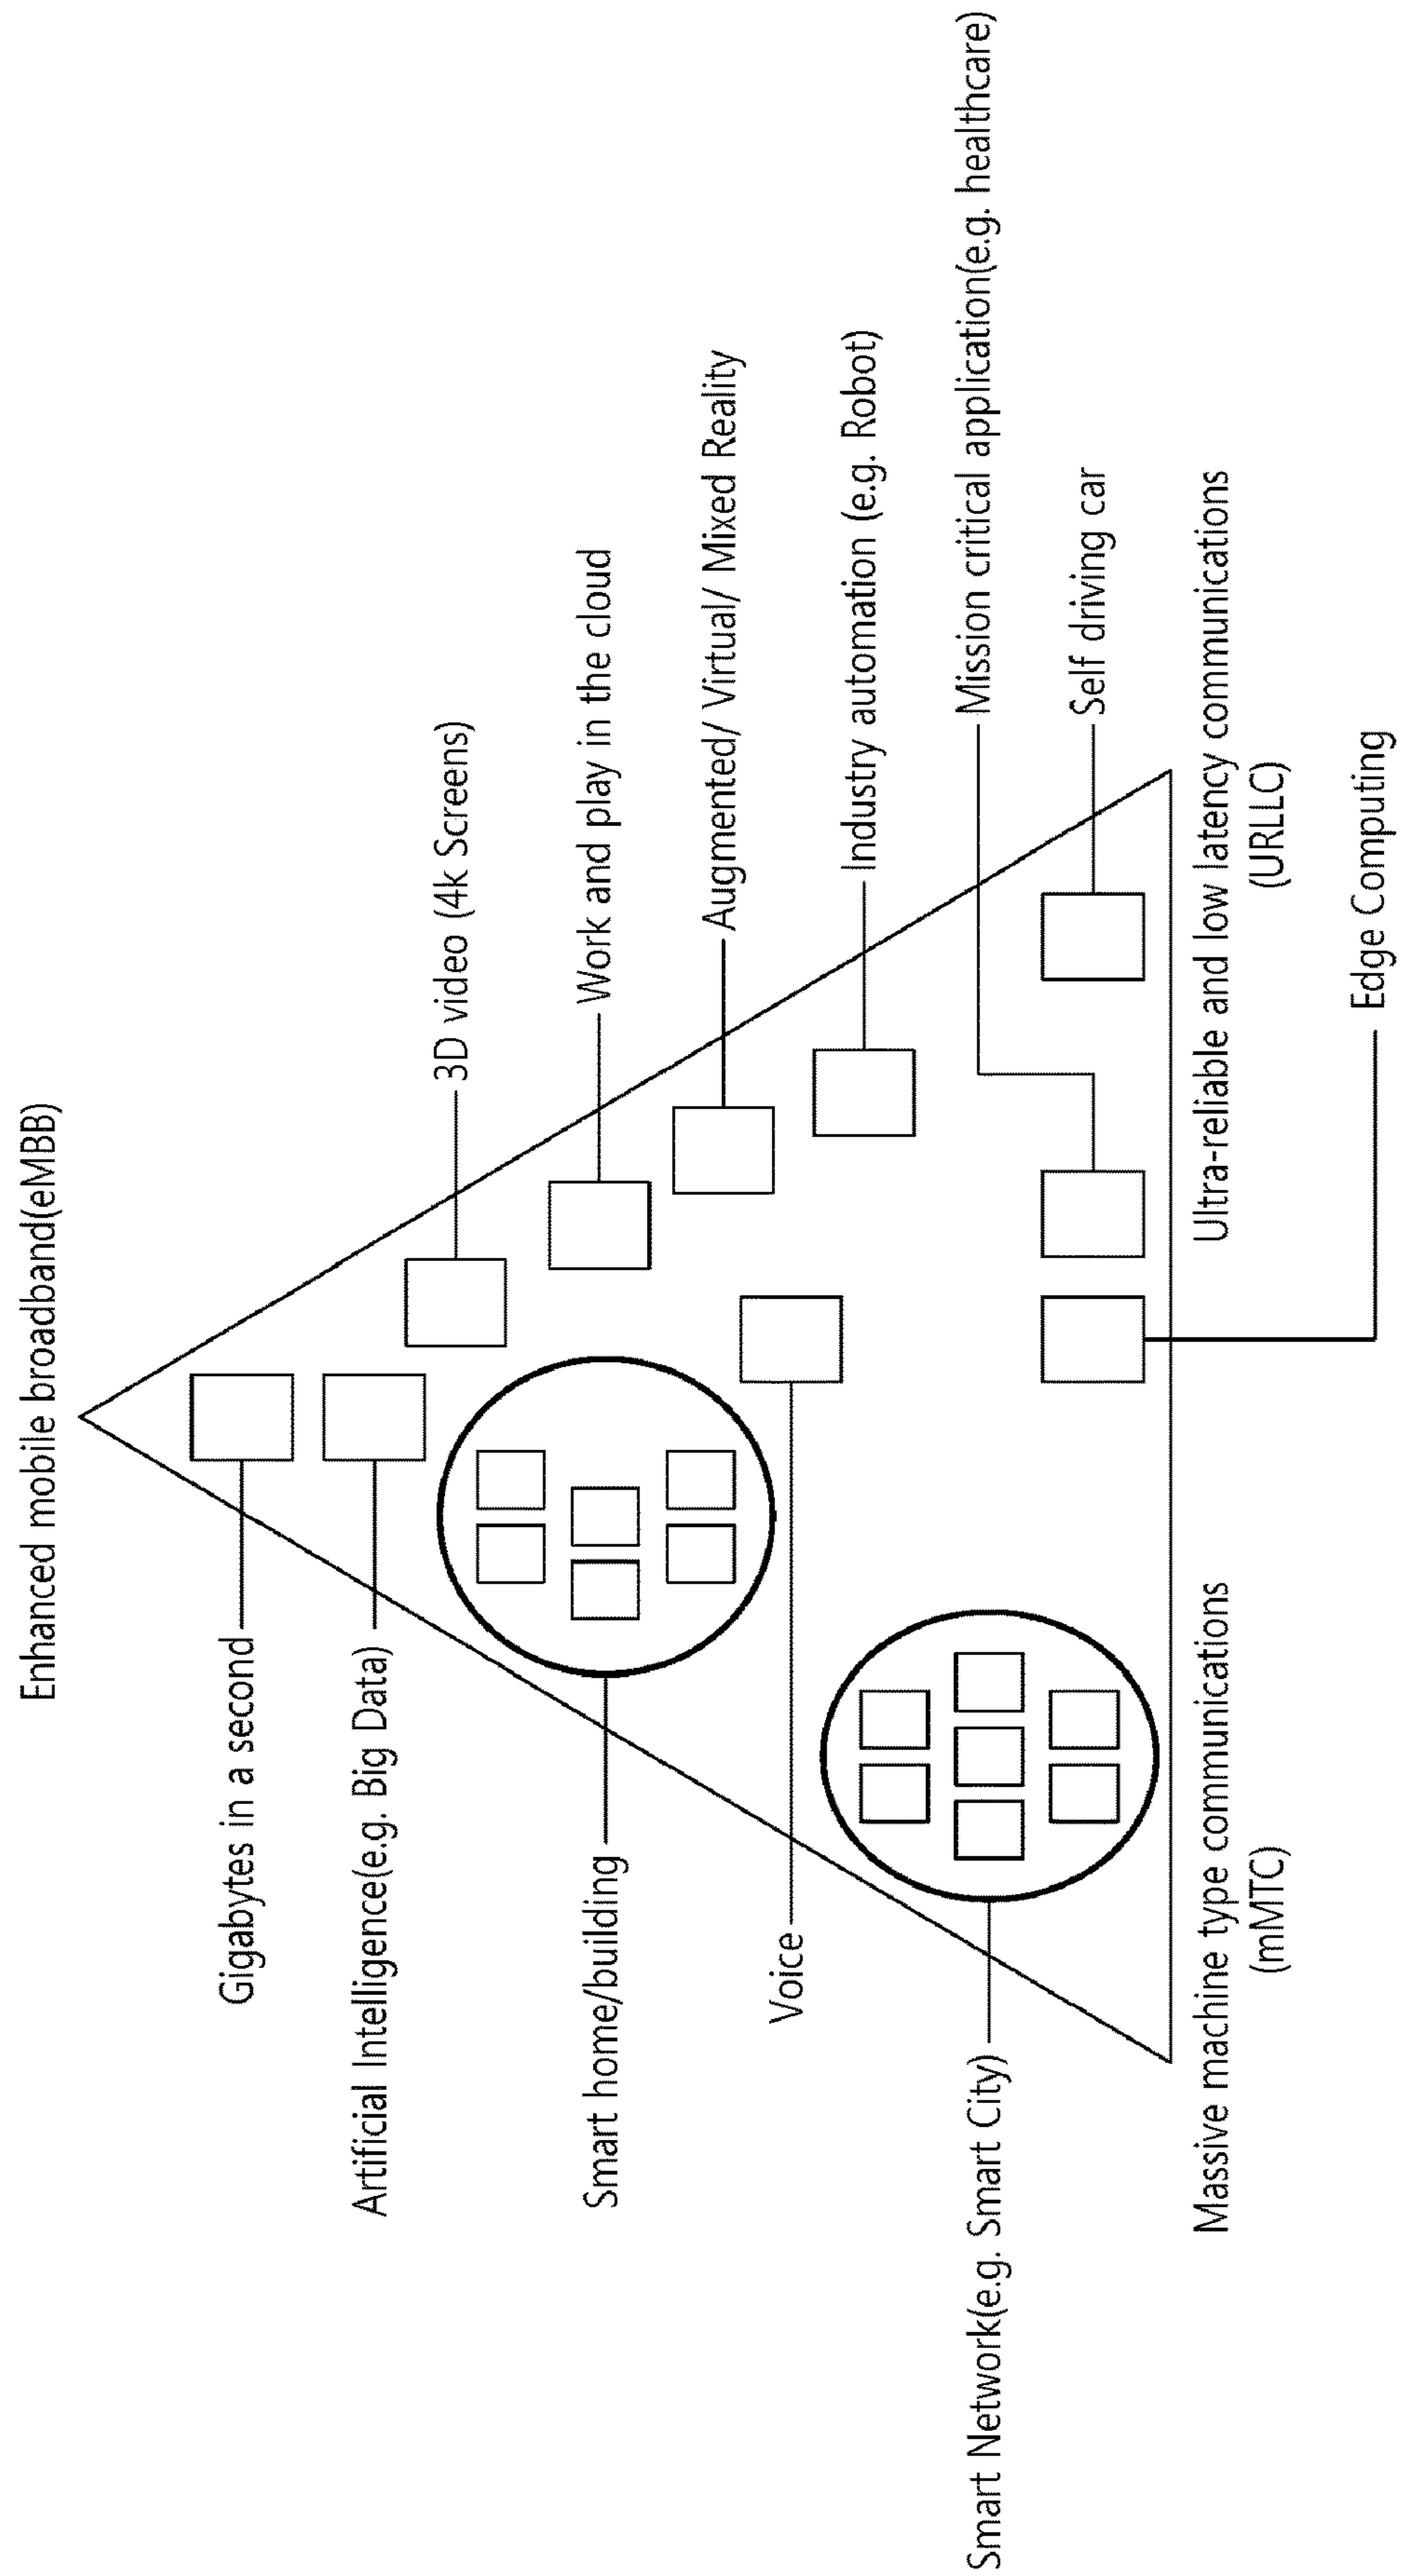 Enhanced mobile broadband(eMBB)
Gigabytes in a second
Artificial Intelligence(e.g. Big Data)
3D video (4k Screens)
Smart home/building
Work and play in the cloud
Augmented/ Virtual/ Mixed Reality
Voice
Industry automation (e.g. Robot)
Smart Network(e.g. Smart City)
Mission critical application(e.g. healthcare)
Self driving car
Massive machine type communications
(mMTC)
Ultra-reliable and low latency communications
(URLLC)
Edge Computing